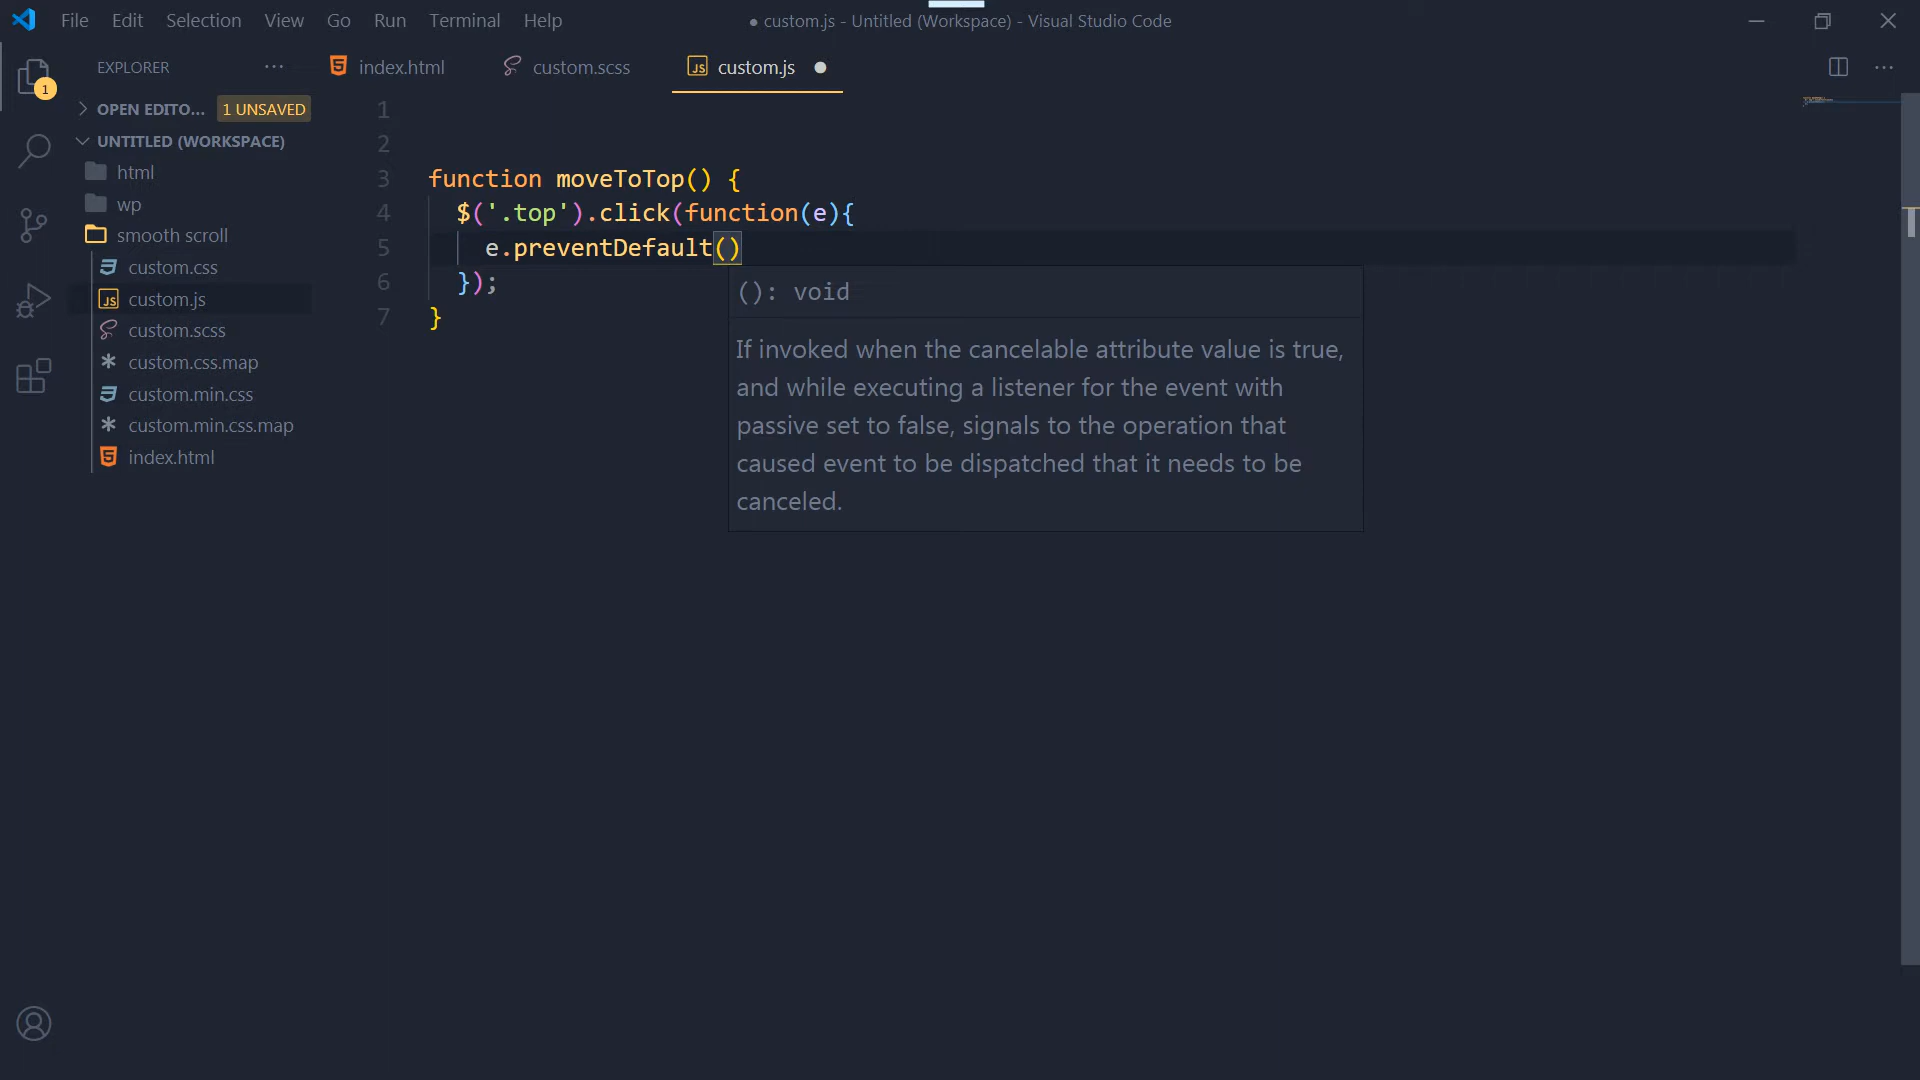 File Edit Selection View Go Run Terminal Help
● custom.js - Untitled (Workspace) - Visual Studio Code
EXPLORER ···
index.html
custom.scss
JS custom.js ●
1
OPEN EDITO... 1 UNSAVED
UNTITLED (WORKSPACE)
html
wp
smooth scroll
custom.css
JS custom.js
custom.scss
custom.css.map
custom.min.css
custom.min.css.map
index.html
1
2
3 function moveToTop() {
4 $('.top').click(function(e){
5 e.preventDefault()
6 });
7 }
(): void
If invoked when the cancelable attribute value is true,
and while executing a listener for the event with
passive set to false, signals to the operation that
caused event to be dispatched that it needs to be
canceled.